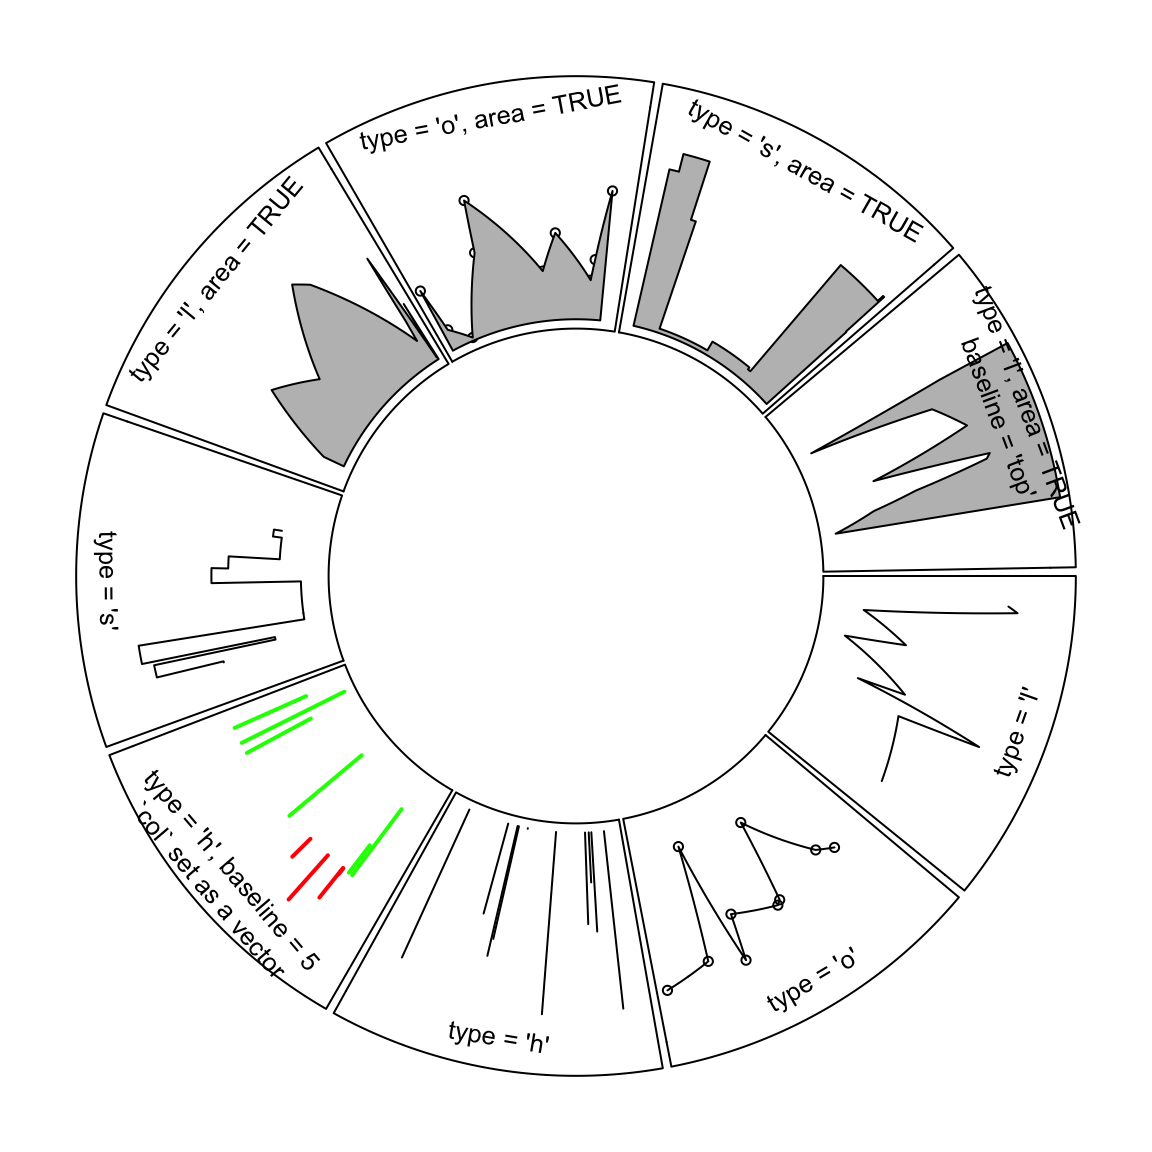 type = 'o', area = TRUE
type = 's', area = TRUE
type = 'l', area = TRUE
baseline = 'top'
type = 'l'
type = 'o'
type = 'h'
type = 'h', baseline = 5
`col` set as a vector
type = 's'
type = 'l', area = TRUE